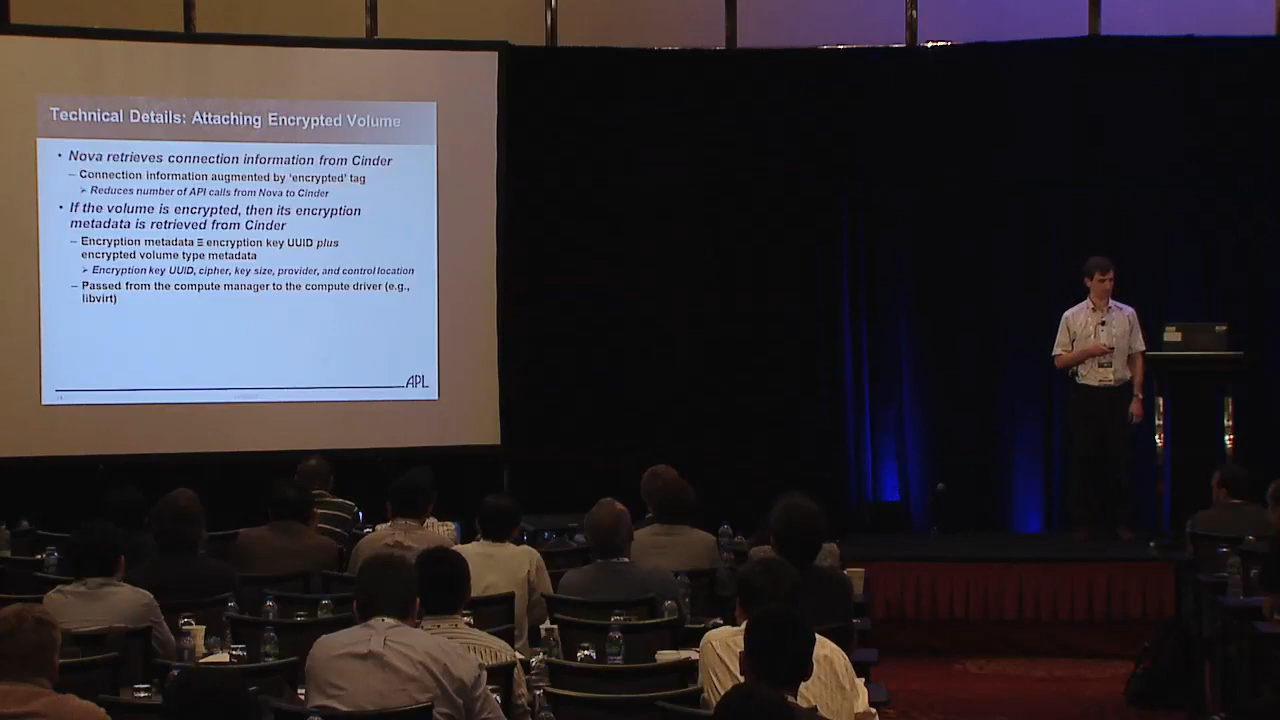 Technical Details: Attaching Encrypted Volume
• Nova retrieves connection information from Cinder
– Connection information augmented by ‘encrypted’ tag
➢ Reduces number of API calls from Nova to Cinder
• If the volume is encrypted, then its encryption
metadata is retrieved from Cinder
– Encryption metadata Ξ encryption key UUID plus
encrypted volume type metadata
➢ Encryption key UUID, cipher, key size, provider, and control location
– Passed from the compute manager to the compute driver (e.g.,
libvirt)
APL